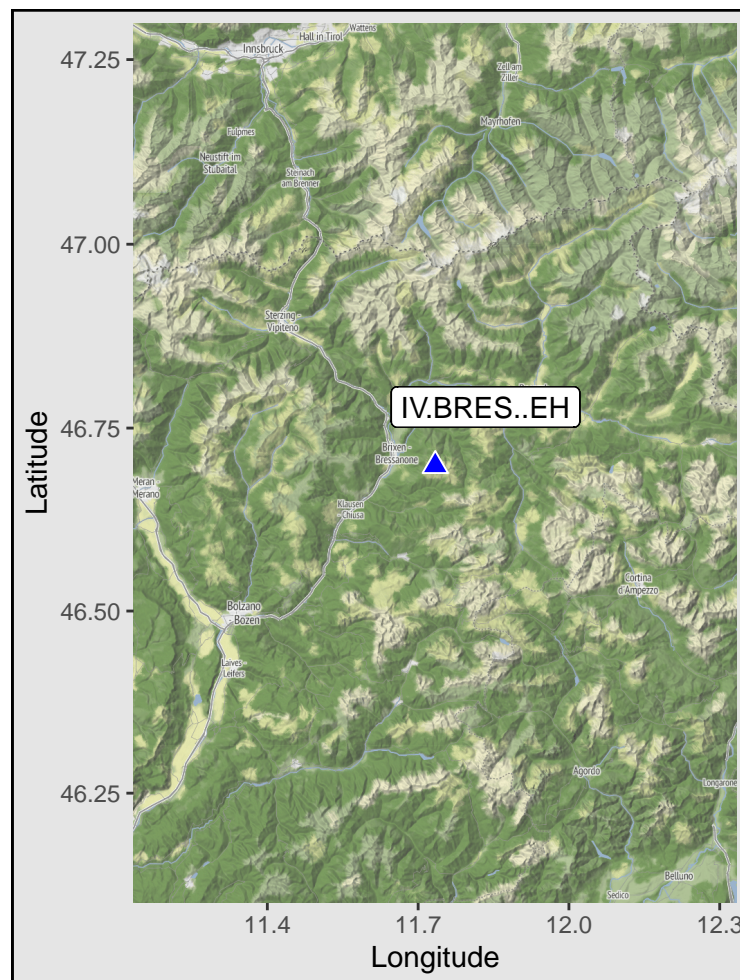 Wattens
Hall in Tirol
47.25
Innsbruck
Zell am
Ziller
Mayrhofen
Fulpmes
Neustift im
Stubaital
Steinach
am Brenner
47.00
Sterzing -
Vipiteno
IV.BRES..EH
46.75
Brixen -
Bressanone
Meran
Merano
Klausen
- Chiusa
Cortina
d'Ampezzo
46.50
Bolzano
- Bozen
Laives -
Leifers
Agordo
46.25
Longarone
Belluno
Sedico
11.4
11.7
12.0
12.3
Latitude
Longitude